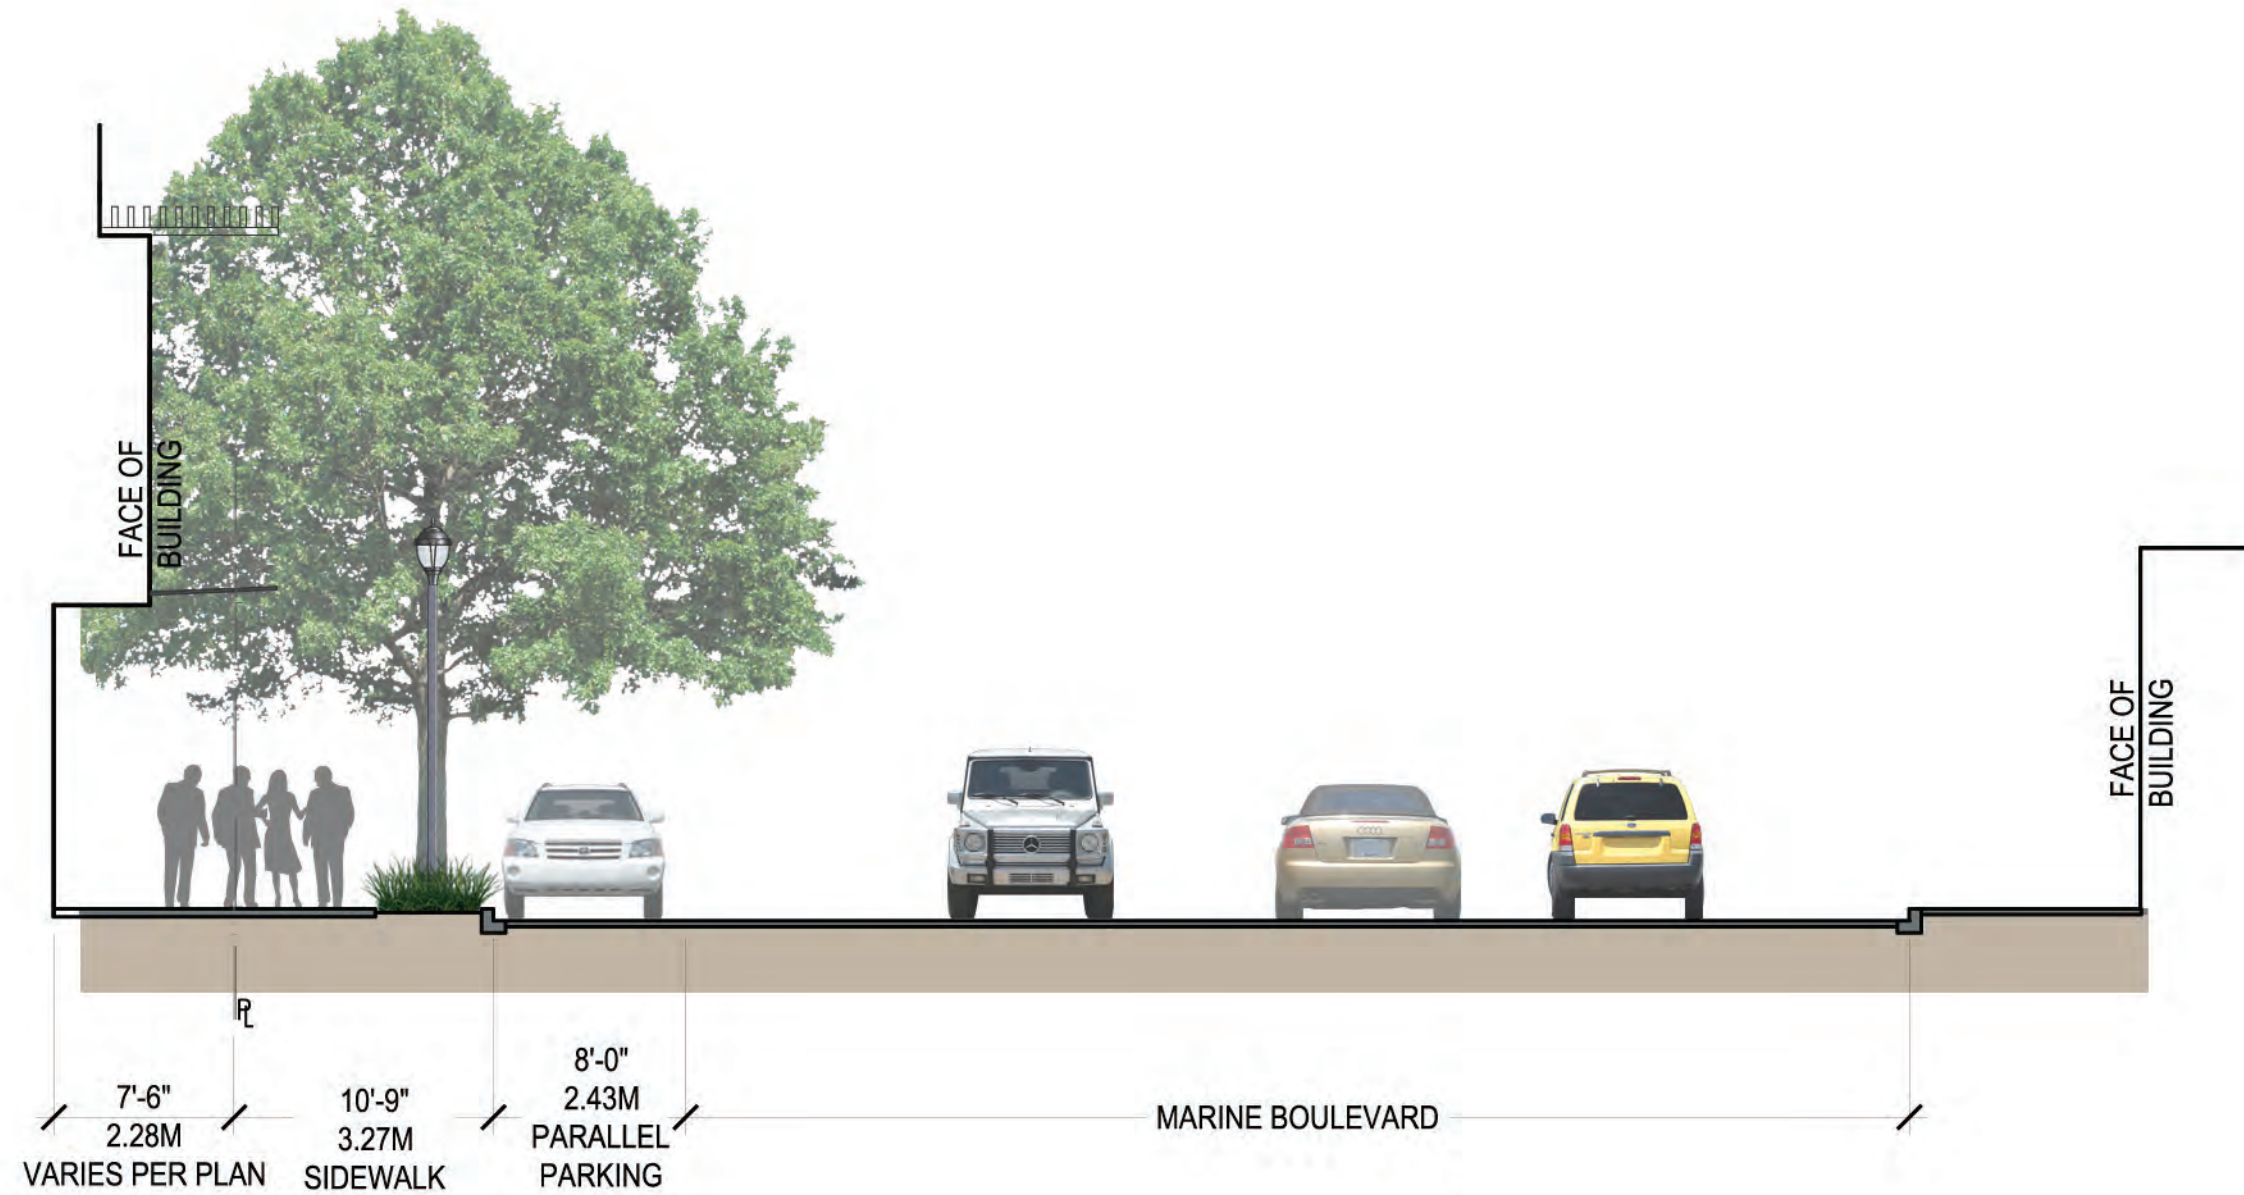 FACE OF
BUILDING
FACE OF
BUILDING
PL
7'-6"
2.28M
VARIES PER PLAN
10'-9"
3.27M
SIDEWALK
8'-0"
2.43M
PARALLEL
PARKING
MARINE BOULEVARD